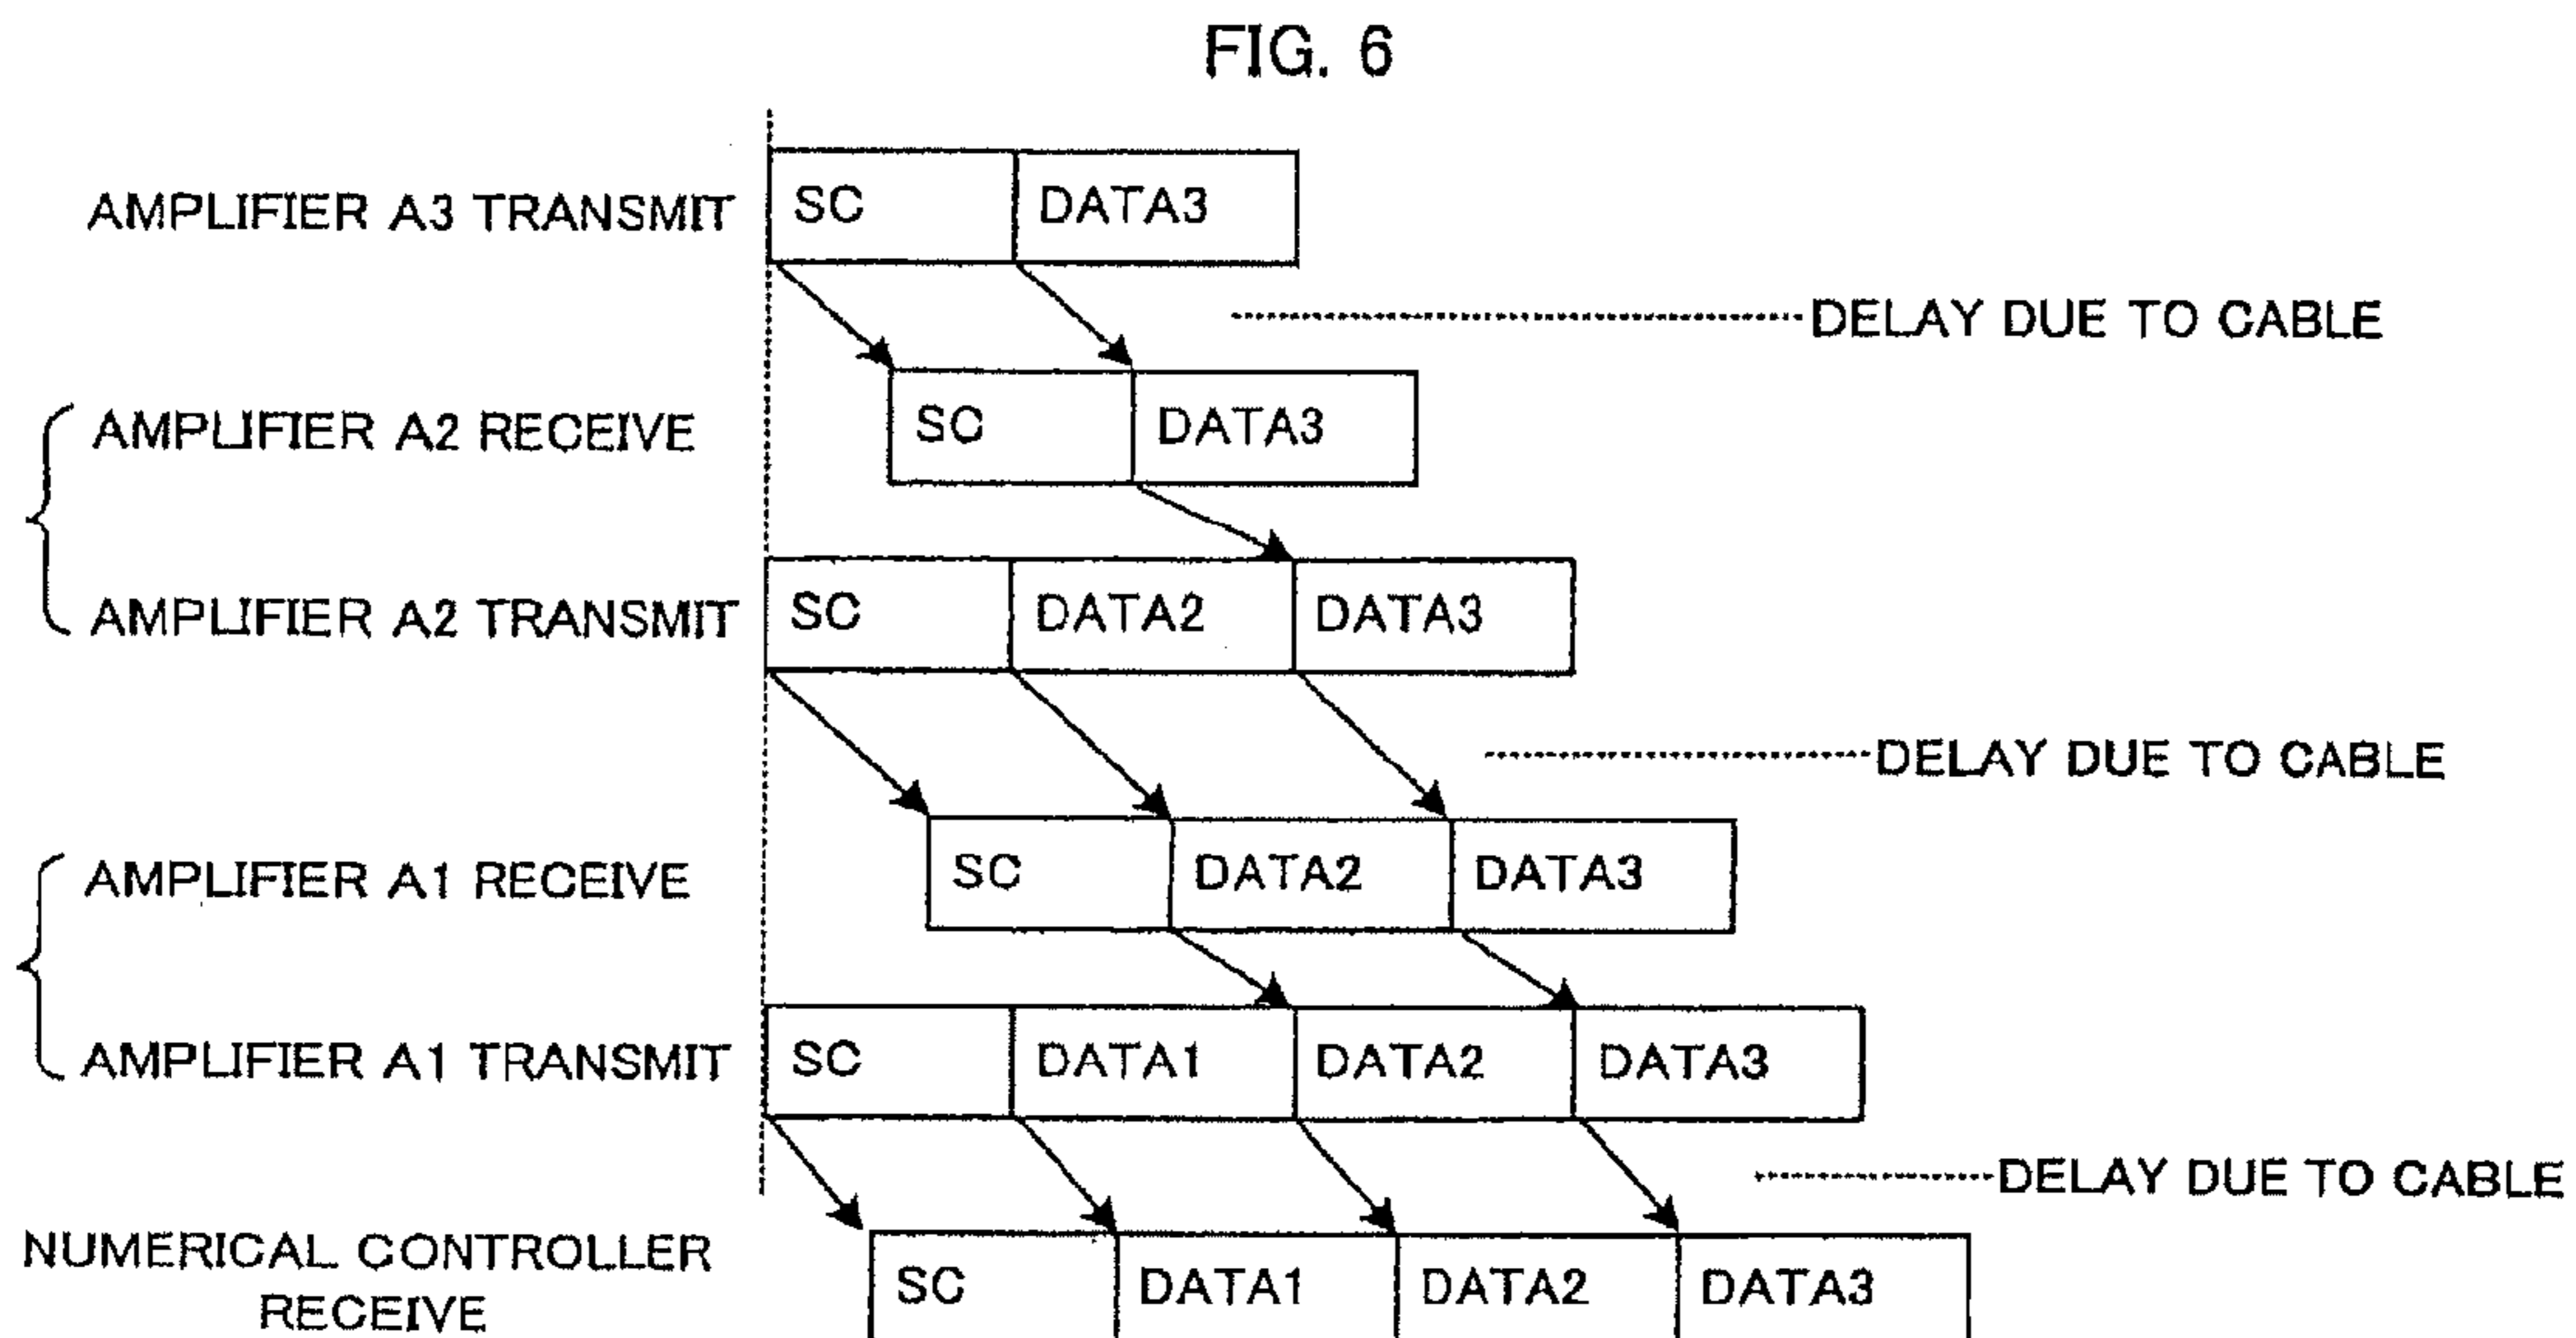 FIG. 6
AMPLIFIER A3 TRANSMIT
SC
DATA3
DELAY DUE TO CABLE
AMPLIFIER A2 RECEIVE
SC
DATA3
AMPLIFIER A2 TRANSMIT
SC
DATA2
DATA3
DELAY DUE TO CABLE
AMPLIFIER A1 RECEIVE
SC
DATA2
DATA3
AMPLIFIER A1 TRANSMIT
SC
DATA1
DATA2
DATA3
DELAY DUE TO CABLE
NUMERICAL CONTROLLER
RECEIVE
SC
DATA1
DATA2
DATA3